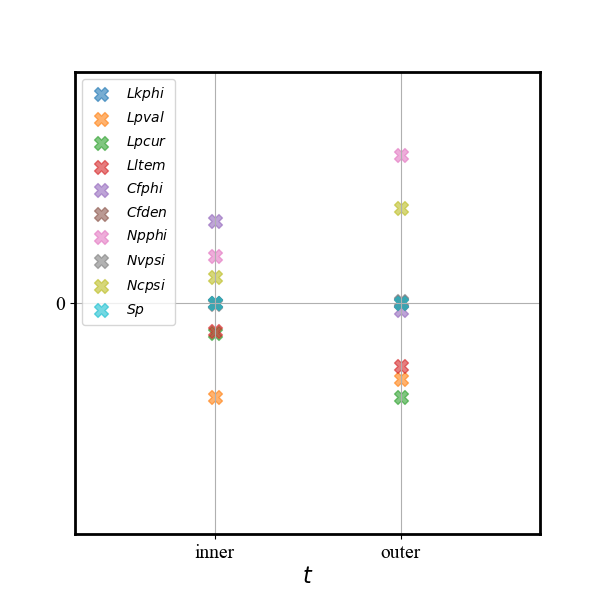 Lkphi
Lpval
Lpcur
Lltem
Cfphi
Cfden
Npphi
Nvpsi
Ncpsi
Sp
0
inner outer
t